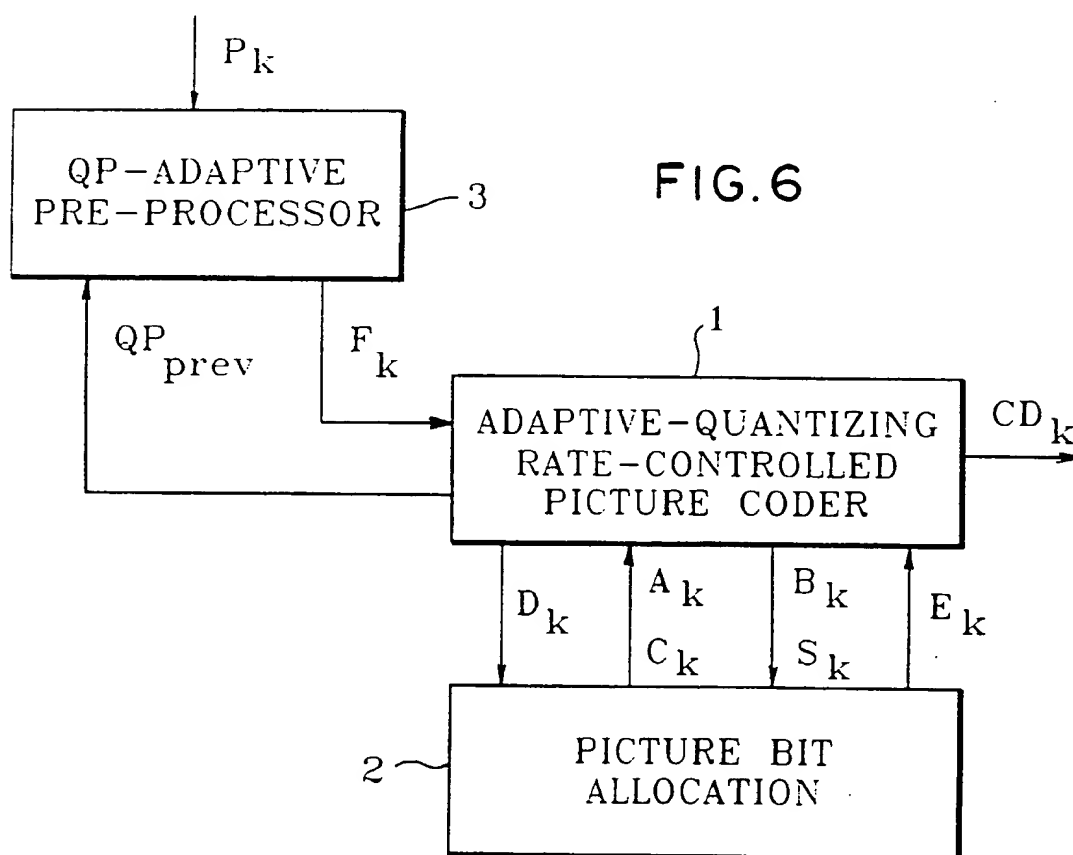 P_k
QP-ADAPTIVE
PRE-PROCESSOR
3
FIG.6
QP_prev
F_k
1
ADAPTIVE-QUANTIZING
RATE-CONTROLLED
PICTURE CODER
CD_k
D_k
A_k
C_k
B_k
S_k
E_k
2
PICTURE BIT
ALLOCATION